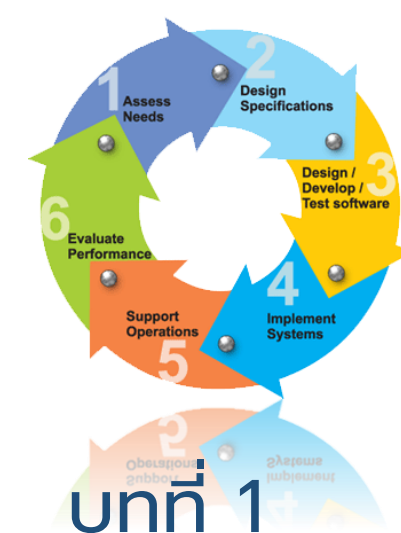 1
Assess
Needs
2
Design
Specifications
3
Design /
Develop /
Test software
4
Implement
Systems
5
Support
Operations
6
Evaluate
Performance
บทที่ 1